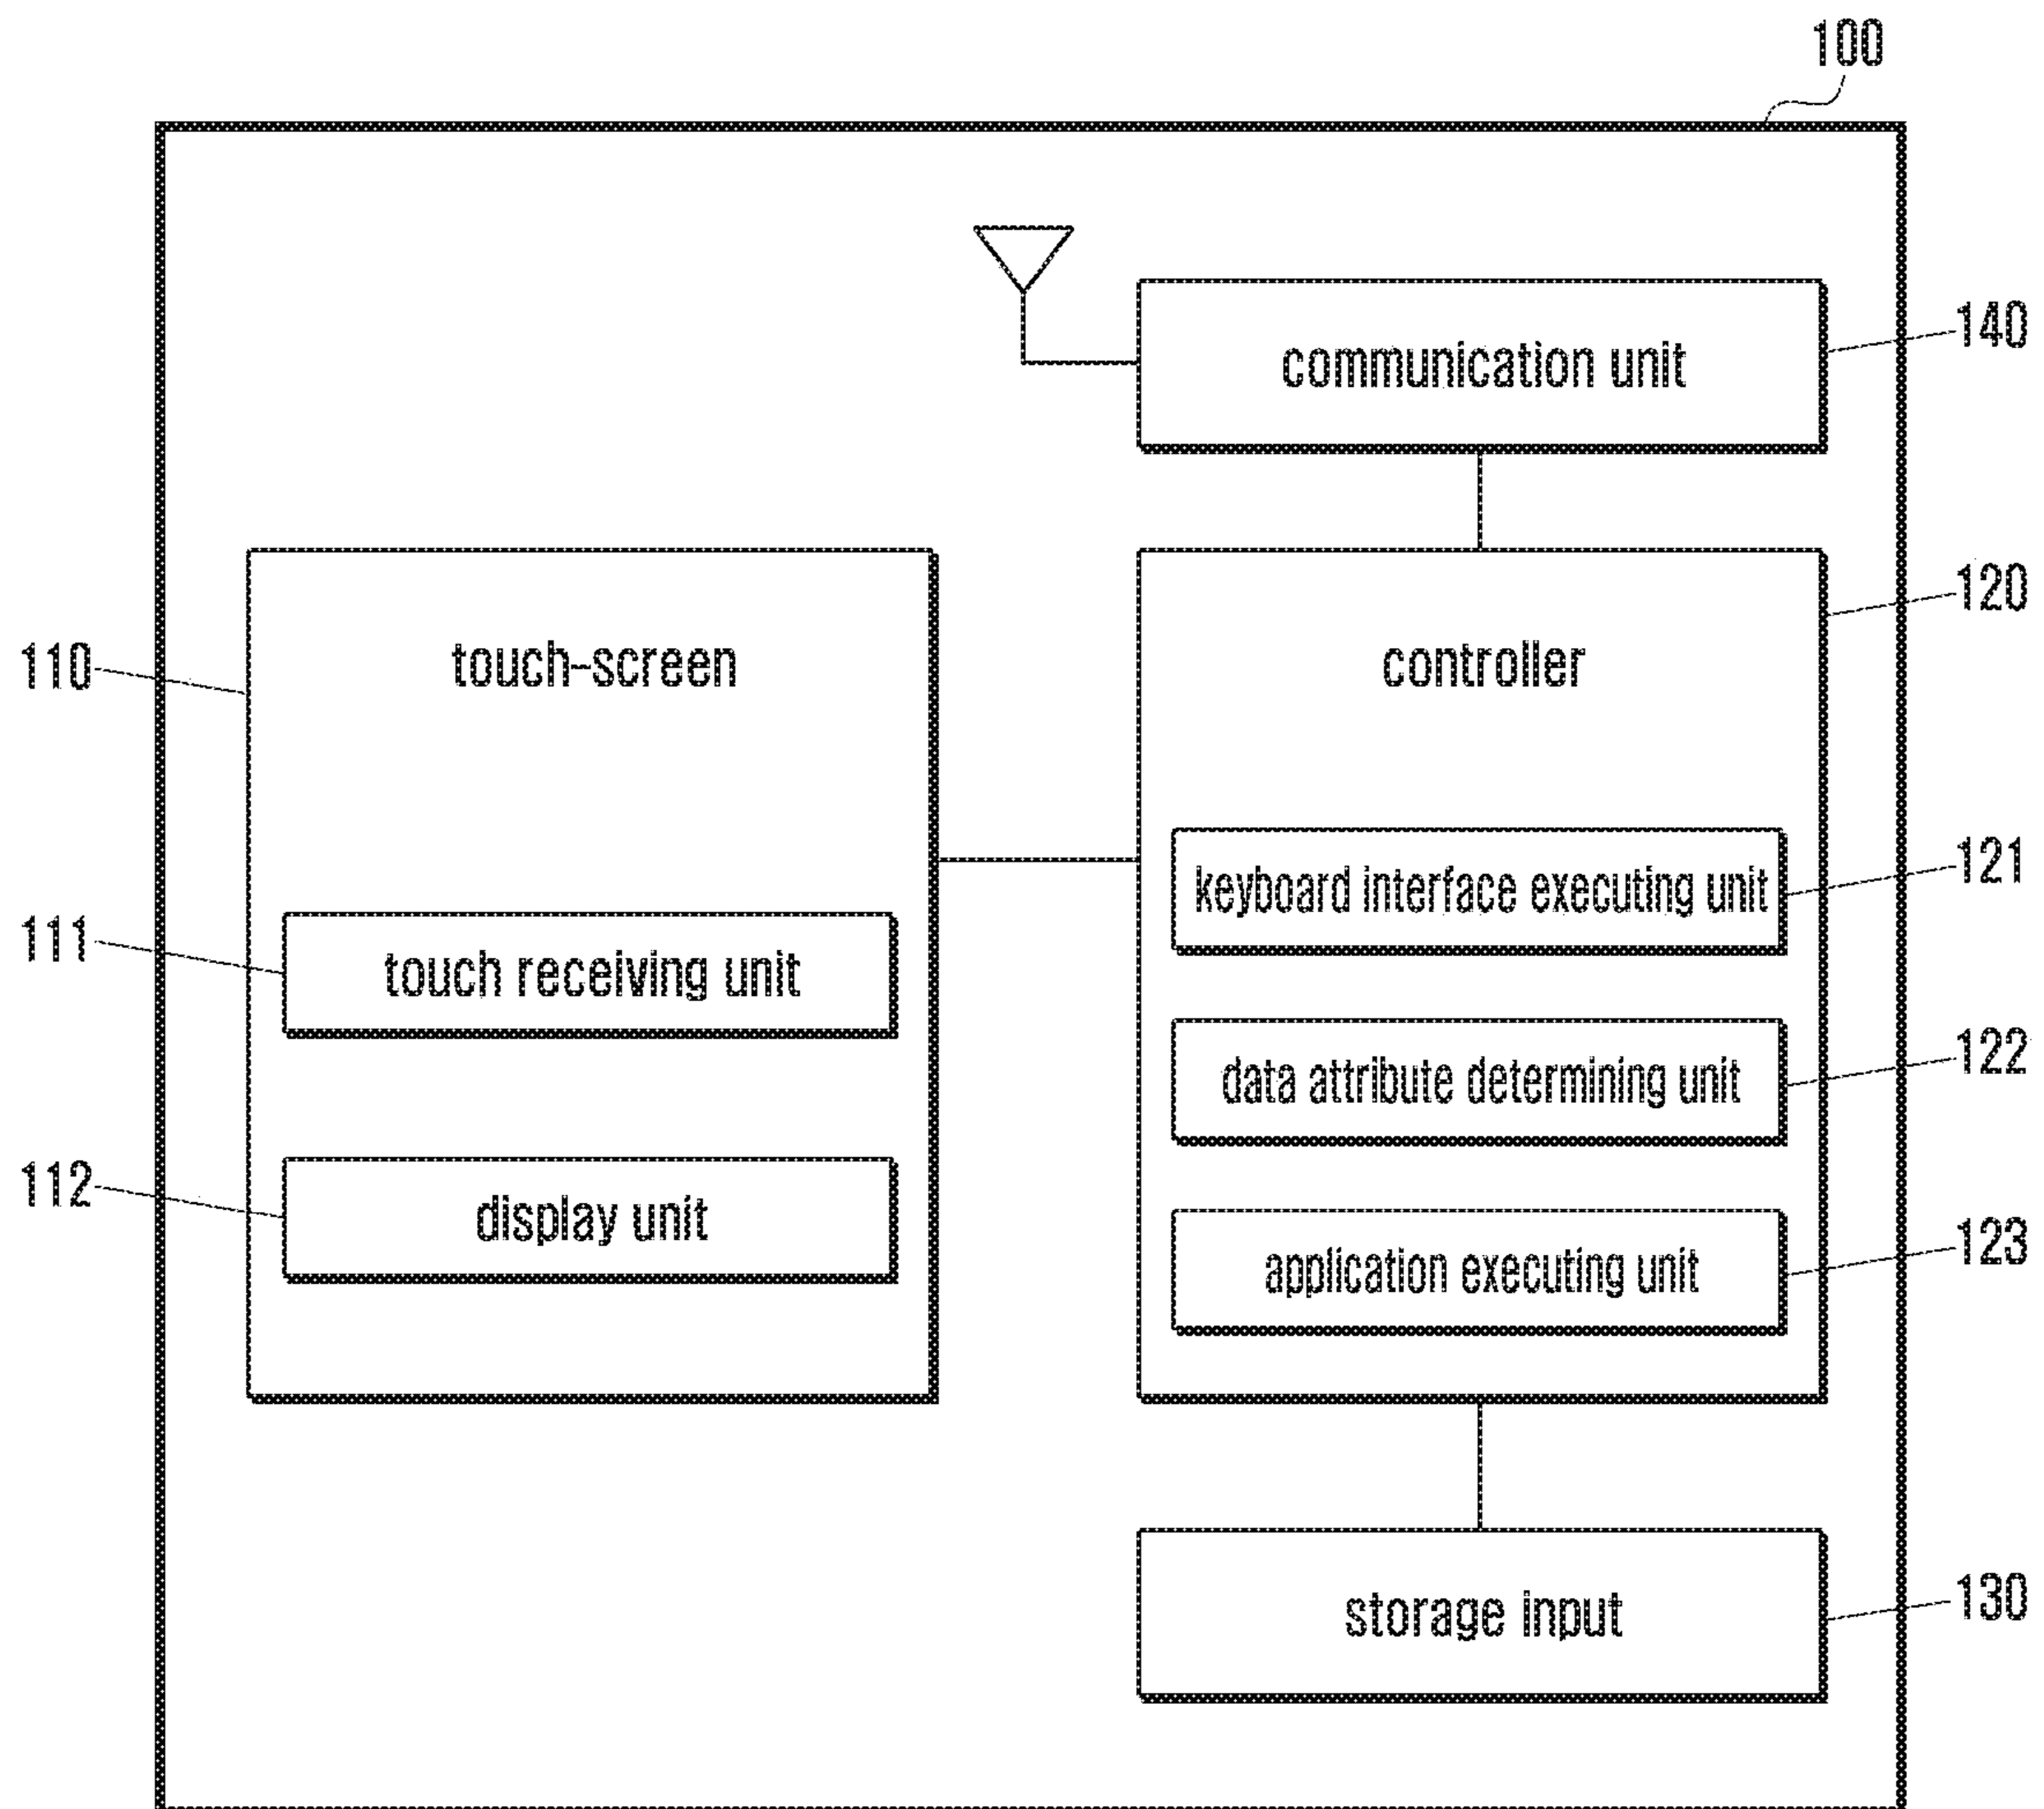 100
communication unit
140
touch-screen
110
controller
120
keyboard interface executing unit
121
touch receiving unit
111
data attribute determining unit
122
display unit
112
application executing unit
123
storage input
130